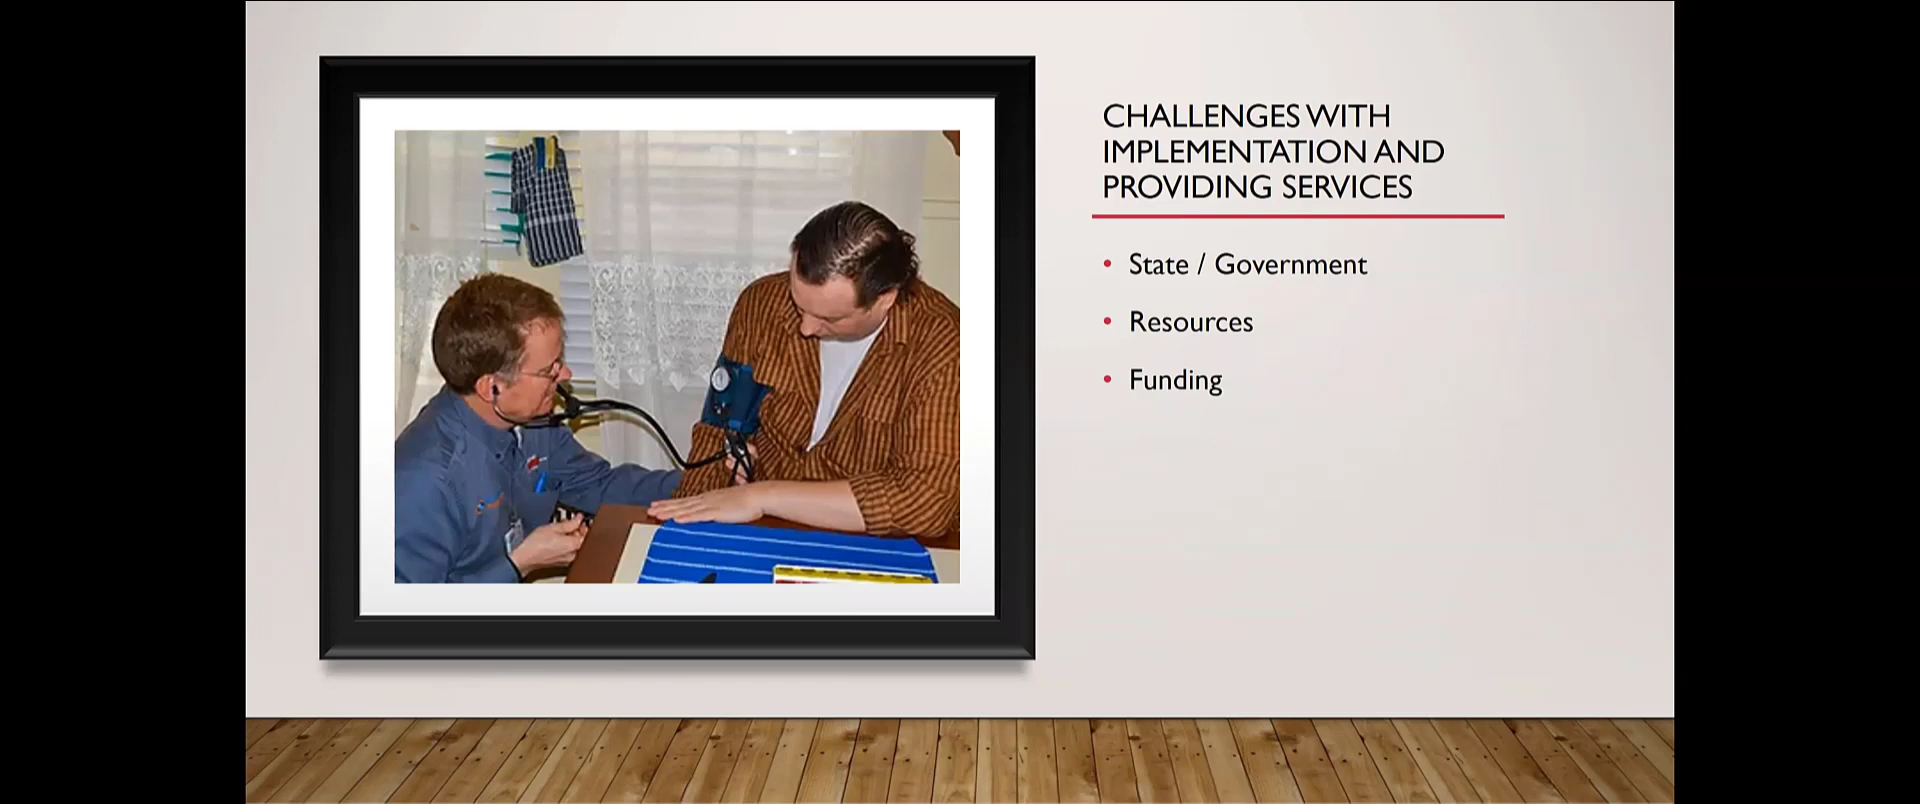 CHALLENGES WITH
IMPLEMENTATION AND
PROVIDING SERVICES
• State / Government
• Resources
• Funding